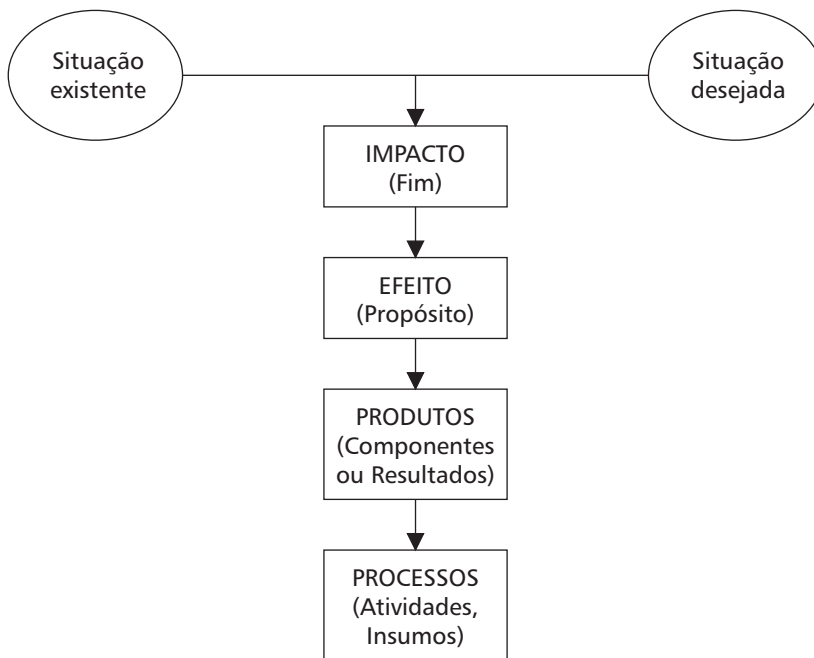 Situação
existente
Situação
desejada
IMPACTO
(Fim)
EFEITO
(Propósito)
PRODUTOS
(Componentes
ou Resultados)
PROCESSOS
(Atividades,
Insumos)